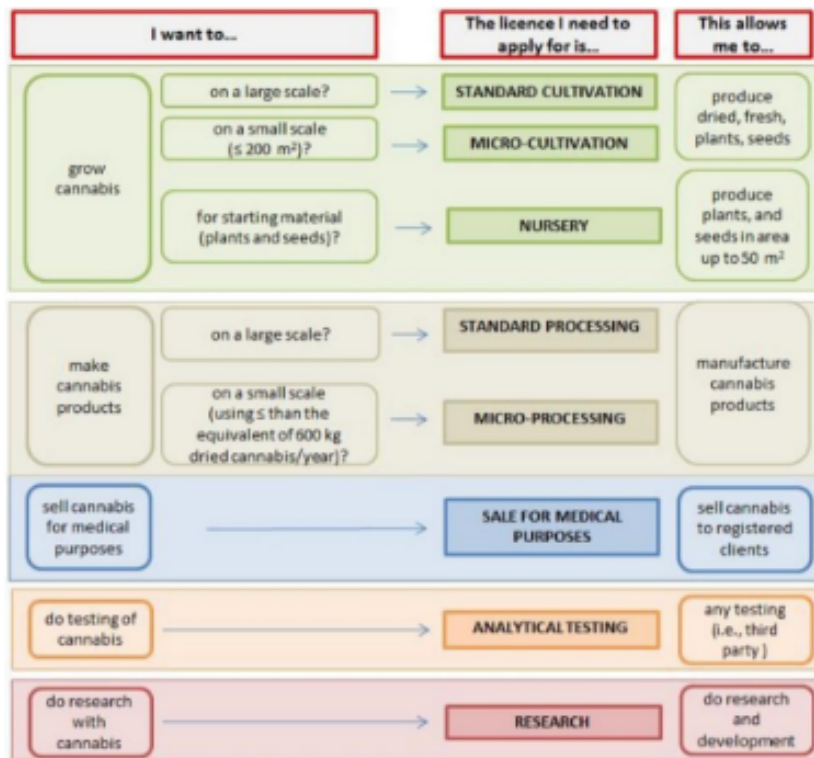 I want to...
The licence I need to
apply for is...
This allows
me to...
grow
cannabis
on a large scale?
STANDARD CULTIVATION
on a small scale
(≤ 200 m²)?
MICRO-CULTIVATION
produce
dried, fresh,
plants, seeds
for starting material
(plants and seeds)?
NURSERY
produce
plants, and
seeds in area
up to 50 m²
make
cannabis
products
on a large scale?
STANDARD PROCESSING
on a small scale
(using ≤ than the
equivalent of 600 kg
dried cannabis/year)?
MICRO-PROCESSING
manufacture
cannabis
products
sell cannabis
for medical
purposes
SALE FOR MEDICAL
PURPOSES
sell cannabis
to registered
clients
do testing of
cannabis
ANALYTICAL TESTING
any testing
(i.e., third
party )
do research
with
cannabis
RESEARCH
do research
and
development